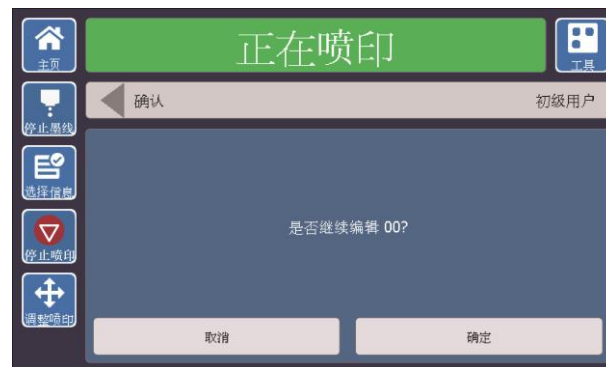 主页
正在喷印
工具
停止墨线
确认
初级用户
选择信息
停止喷印
是否继续编辑 00?
调整喷印
取消
确定